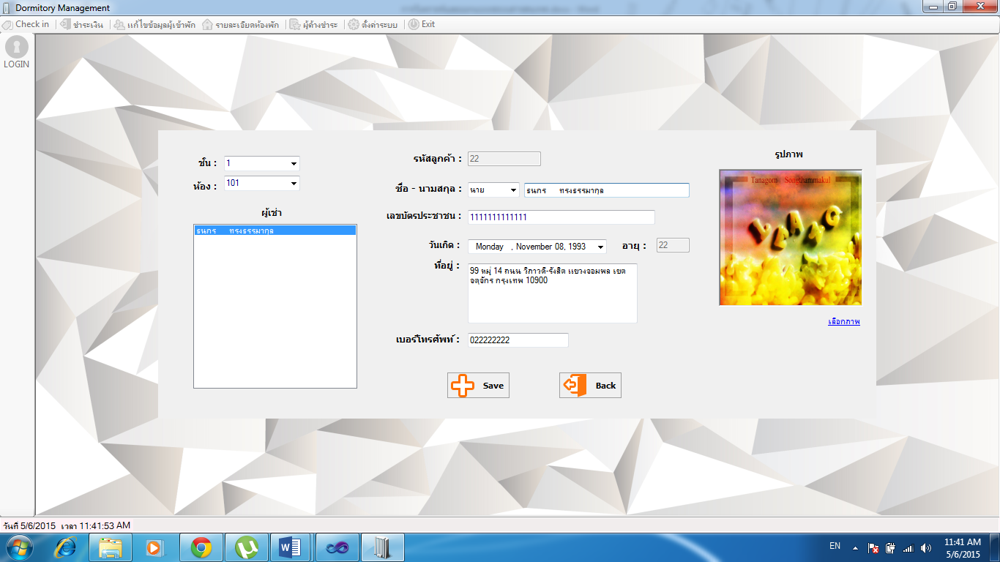 Dormitory Management
Check in ชำระเงิน แก้ไขข้อมูลผู้เข้าพัก รายละเอียดห้องพัก ผู้ค้างชำระ ตั้งค่าระบบ Exit
LOGIN
ชั้น : 1
ห้อง : 101
ผู้เช่า
ธนกร ทรงธรรมากุล
รหัสลูกค้า : 22
ชื่อ - นามสกุล : นาย ธนกร ทรงธรรมากุล
เลขบัตรประชาชน : 1111111111111
วันเกิด : Monday , November 08, 1993 อายุ : 22
ที่อยู่ : 99 หมู่ 14 ถนน วิภาวดี-รังสิต แขวงจอมพล เขต
จตุจักร กรุงเทพ 10900
เบอร์โทรศัพท์ : 022222222
Save Back
รูปภาพ
Tanagorn Songthammakul
เลือกภาพ
วันที่ 5/6/2015 เวลา 11:41:53 AM
EN 11:41 AM
5/6/2015